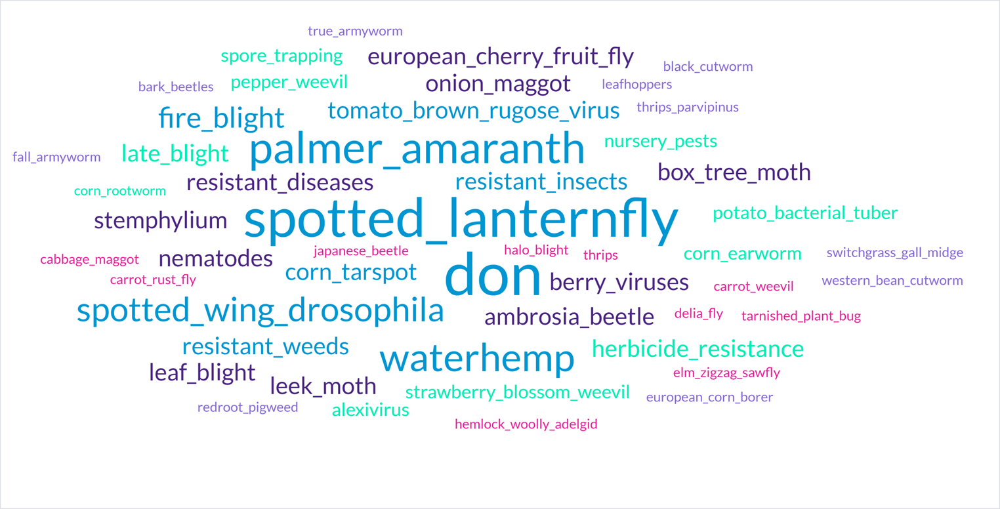 true_armyworm
spore_trapping european_cherry_fruit_fly black_cutworm
bark_beetles pepper_weevil onion_maggot leafhoppers
fire_blight tomato_brown_rugose_virus thrips_parvipinus
fall_armyworm late_blight palmer_amaranth nursery_pests
corn_rootworm resistant_diseases resistant_insects box_tree_moth
stemphylium spotted_lanternfly potato_bacterial_tuber
cabbage_maggot nematodes japanese_beetle halo_blight thrips corn_earworm switchgrass_gall_midge
carrot_rust_fly corn_tarspot don berry_viruses carrot_weevil western_bean_cutworm
spotted_wing_drosophila ambrosia_beetle delia_fly tarnished_plant_bug
resistant_weeds waterhemp herbicide_resistance
leaf_blight leek_moth elm_zigzag_sawfly
strawberry_blossom_weevil european_corn_borer
redroot_pigweed alexivirus
hemlock_woolly_adelgid